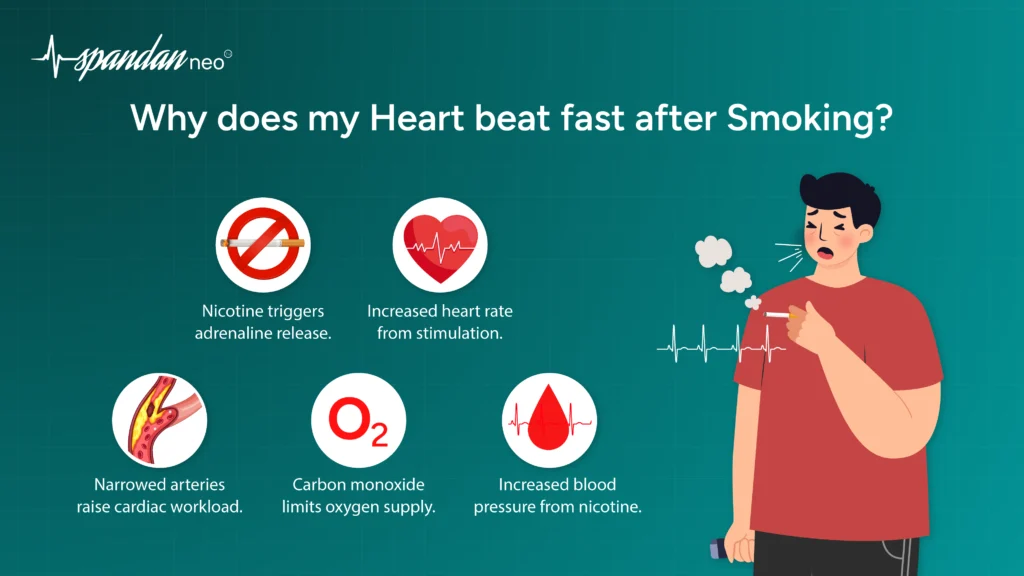 spandan neo
Why does my Heart beat fast after Smoking?
Nicotine triggers
adrenaline release.
Increased heart rate
from stimulation.
Narrowed arteries
raise cardiac workload.
O2
Carbon monoxide
limits oxygen supply.
Increased blood
pressure from nicotine.